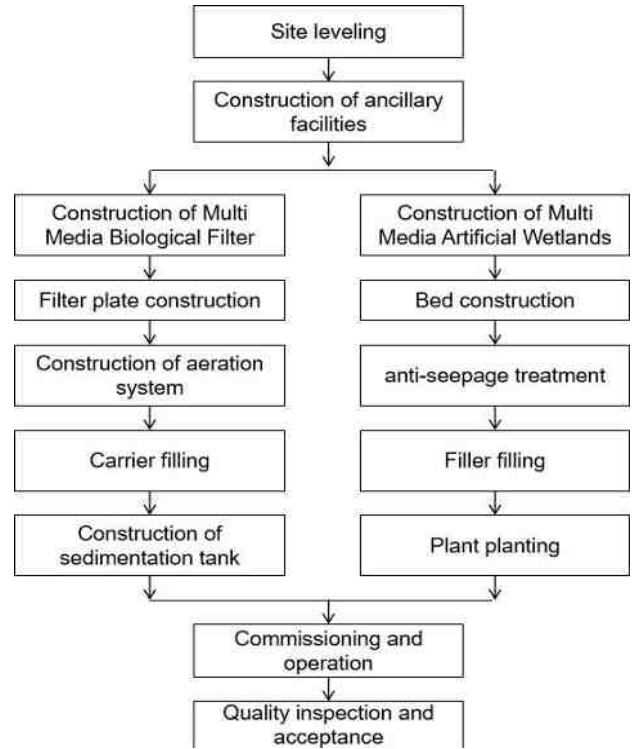 Site leveling
Construction of ancillary
facilities
Construction of Multi
Media Biological Filter
Filter plate construction
Construction of aeration
system
Carrier filling
Construction of
sedimentation tank
Construction of Multi
Media Artificial Wetlands
Bed construction
anti-seepage treatment
Filler filling
Plant planting
Commissioning and
operation
Quality inspection and
acceptance